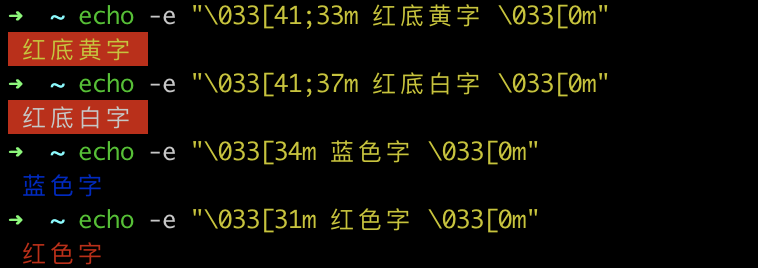 ➜  ~ echo -e "\033[41;33m 红底黄字 \033[0m"
红底黄字
➜  ~ echo -e "\033[41;37m 红底白字 \033[0m"
红底白字
➜  ~ echo -e "\033[34m 蓝色字 \033[0m"
蓝色字
➜  ~ echo -e "\033[31m 红色字 \033[0m"
红色字